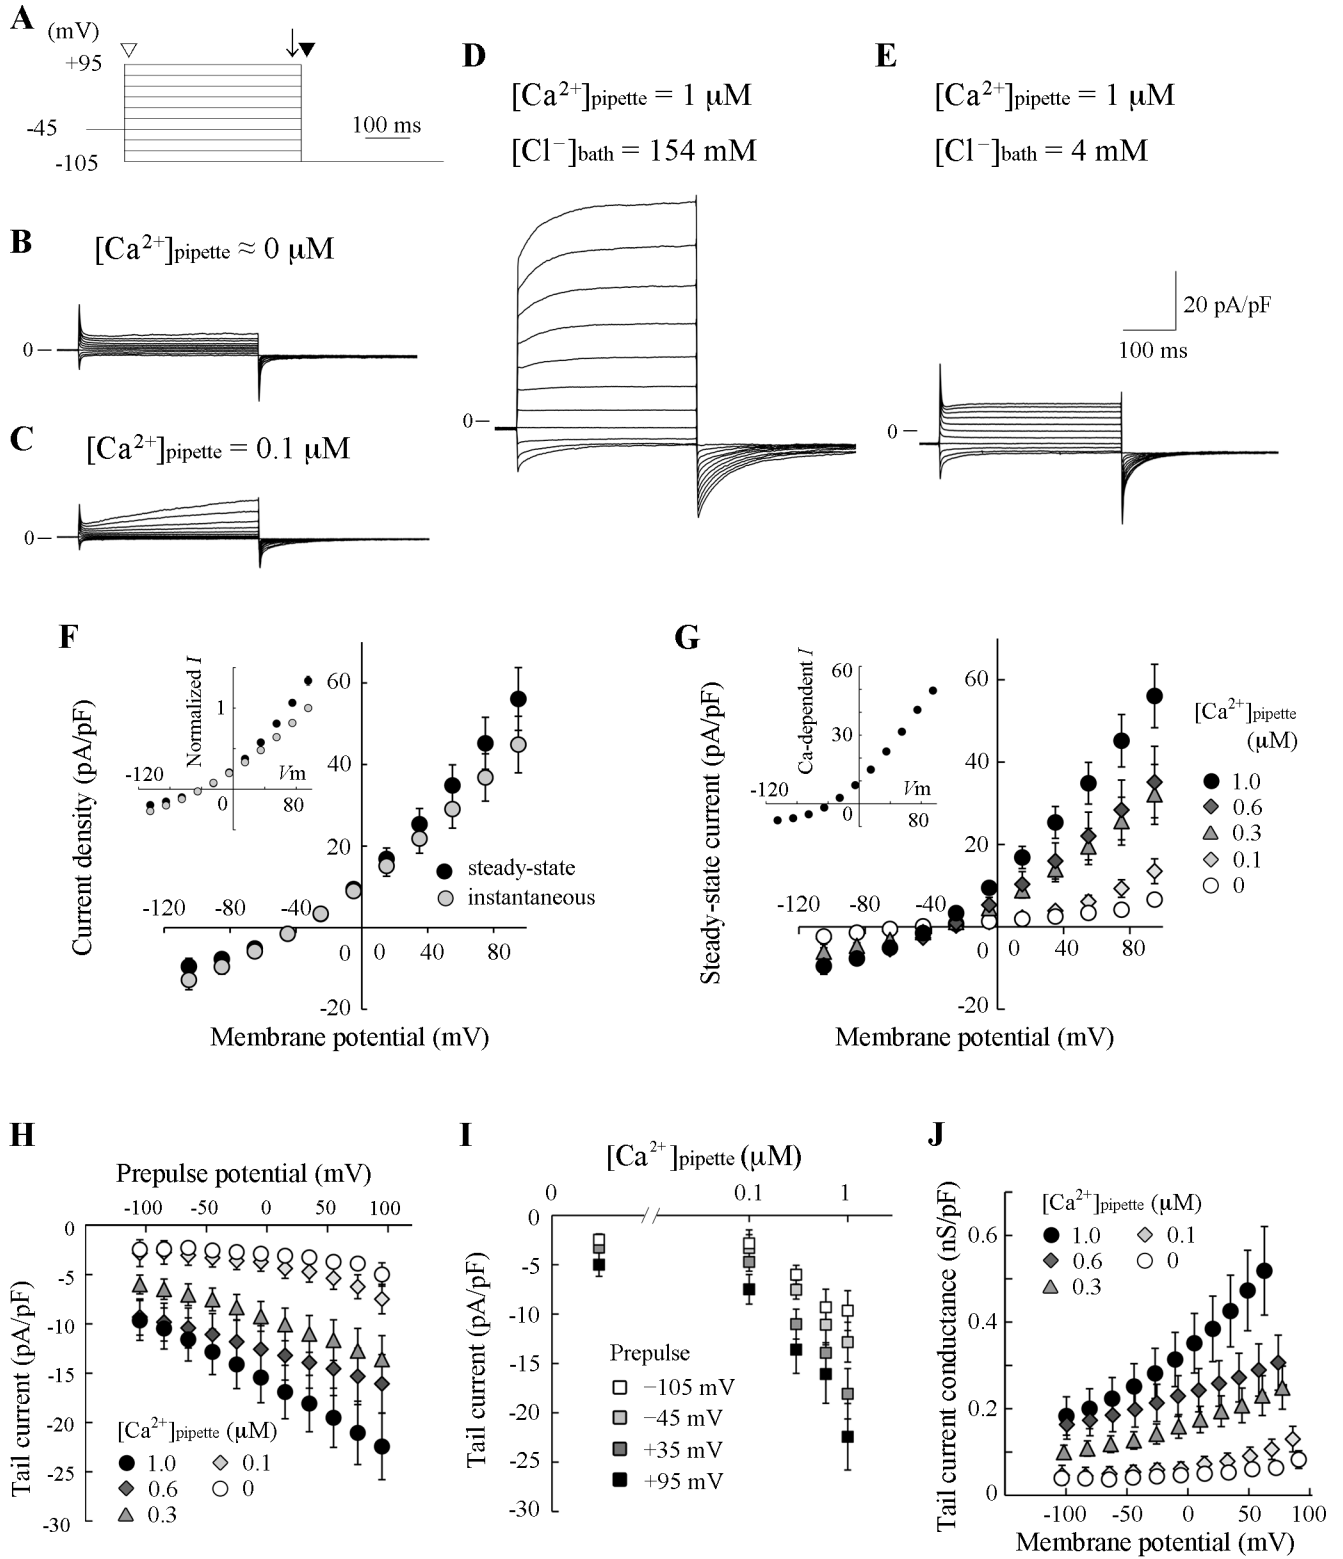 A
(mV)
+95
-45
100 ms
-105
B
[Ca2+]pipette ≈ 0 µM
0
C
[Ca2+]pipette = 0.1 µM
0
D
[Ca2+]pipette = 1 µM
[Cl−]bath = 154 mM
0
E
[Ca2+]pipette = 1 µM
[Cl−]bath = 4 mM
20 pA/pF
100 ms
0
F
Current density (pA/pF)
60
40
20
0
-20
-120 -80 -40 0 40 80
Normalized I
1
-120
Vm
0 80
steady-state
instantaneous
Membrane potential (mV)
G
Steady-state current (pA/pF)
60
40
20
0
-20
-120 -80 -40 0 40 80
Ca-dependent I
60
30
-120
Vm
0 80
[Ca2+]pipette
(µM)
1.0
0.6
0.3
0.1
0
Membrane potential (mV)
H
Prepulse potential (mV)
-100 -50 0 50 100
0
-5
-10
-15
-20
-25
-30
Tail current (pA/pF)
[Ca2+]pipette (µM)
1.0 0.1
0.6 0
0.3
I
[Ca2+]pipette (µM)
0 0.1 1
0
-5
-10
-15
-20
-25
-30
Tail current (pA/pF)
Prepulse
−105 mV
−45 mV
+35 mV
+95 mV
J
Tail current conductance (nS/pF)
[Ca2+]pipette (µM)
1.0 0.1
0.6 0
0.3
0.6
0.4
0.2
0
-100 -50 0 50 100
Membrane potential (mV)